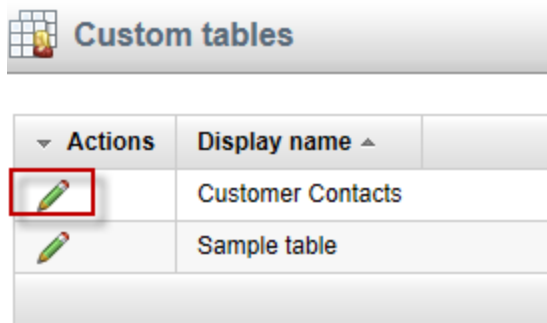 Custom tables
Actions Display name
Customer Contacts
Sample table